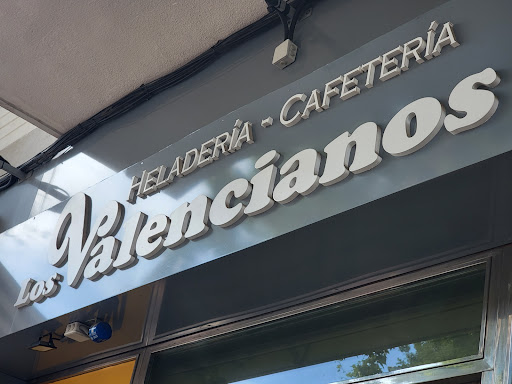 HELADERÍA - CAFETERÍA
Los Valencianos